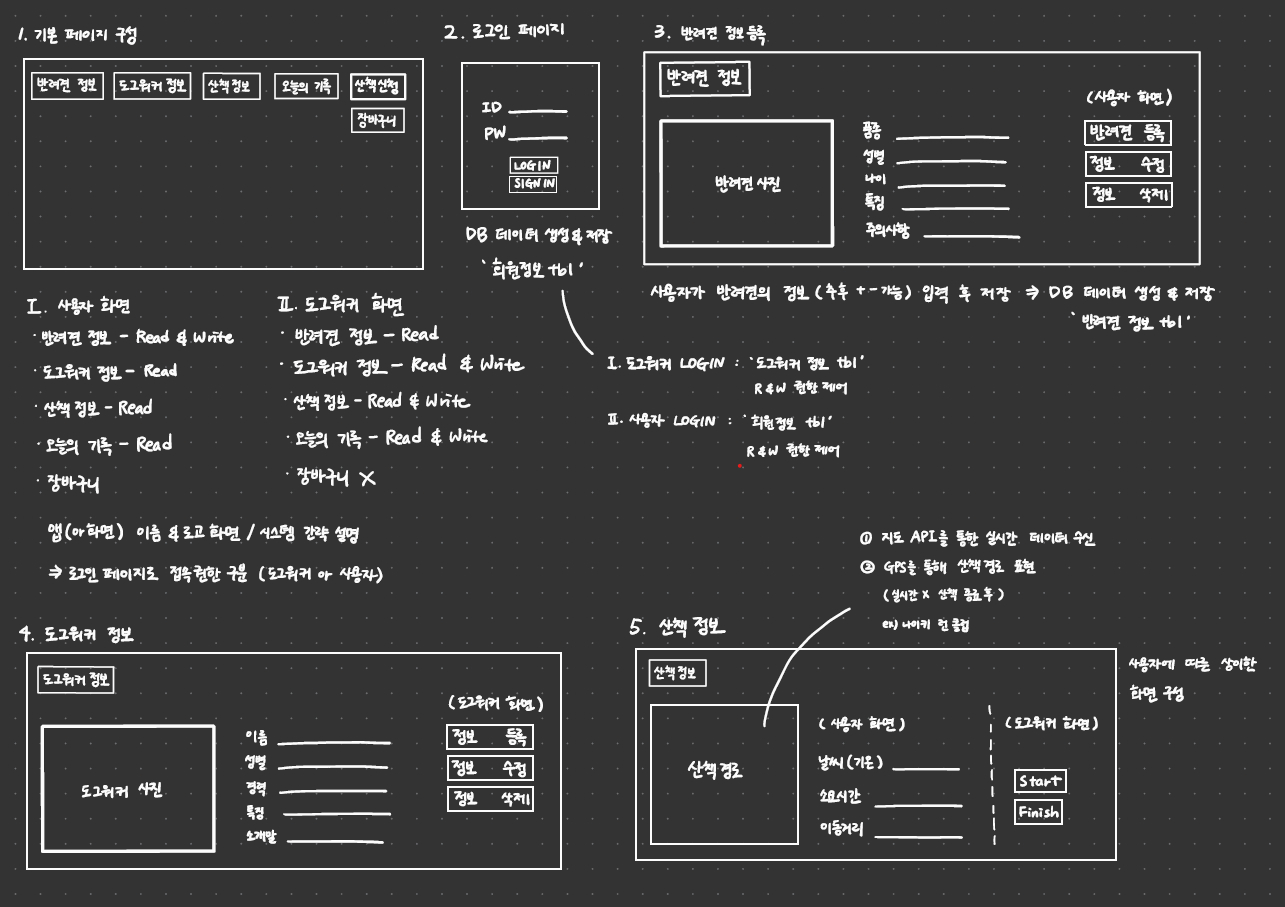 1. 기본 페이지 구성
반려견 정보
도그워커 정보
산책 정보
오늘의 기록
산책 신청
장바구니
2. 로그인 페이지
ID
PW
LOGIN
SIGN IN
DB 데이터 생성 & 저장
'회원정보 tbl'
3. 반려견 정보 등록
반려견 정보
(사용자 화면)
반려견 사진
품종
성별
나이
특징
주의사항
반려견 등록
정보 수정
정보 삭제
사용자가 반려견의 정보 (추후 +- 가능) 입력 후 저장 ⇒ DB 데이터 생성 & 저장
'반려견 정보 tbl'
I. 사용자 화면
· 반려견 정보 - Read & Write
· 도그워커 정보 - Read
· 산책 정보 - Read
· 오늘의 기록 - Read
· 장바구니
II. 도그워커 화면
· 반려견 정보 - Read
· 도그워커 정보 - Read & Write
· 산책 정보 - Read & Write
· 오늘의 기록 - Read & Write
· 장바구니 X
I. 도그워커 LOGIN : '도그워커 정보 tbl'
R & W 권한 제어
II. 사용자 LOGIN : '회원정보 tbl'
R & W 권한 제어
앱(or 화면) 이름 & 로고 화면 / 시스템 간략 설명
⇒ 로그인 페이지로 접속권한 구분 (도그워커 or 사용자)
4. 도그워커 정보
도그워커 정보
(도그워커 화면)
도그워커 사진
이름
성별
경력
특징
소개말
정보 등록
정보 수정
정보 삭제
① 지도 API를 통한 실시간 데이터 수신
② GPS를 통해 산책경로 표현
(실시간 X 산책 종료 후)
ex) 나이키 런 클럽
5. 산책 정보
산책 정보
산책 경로
(사용자 화면)
날씨(기온)
소요시간
이동거리
(도그워커 화면)
Start
Finish
사용자에 따른 상이한
화면 구성